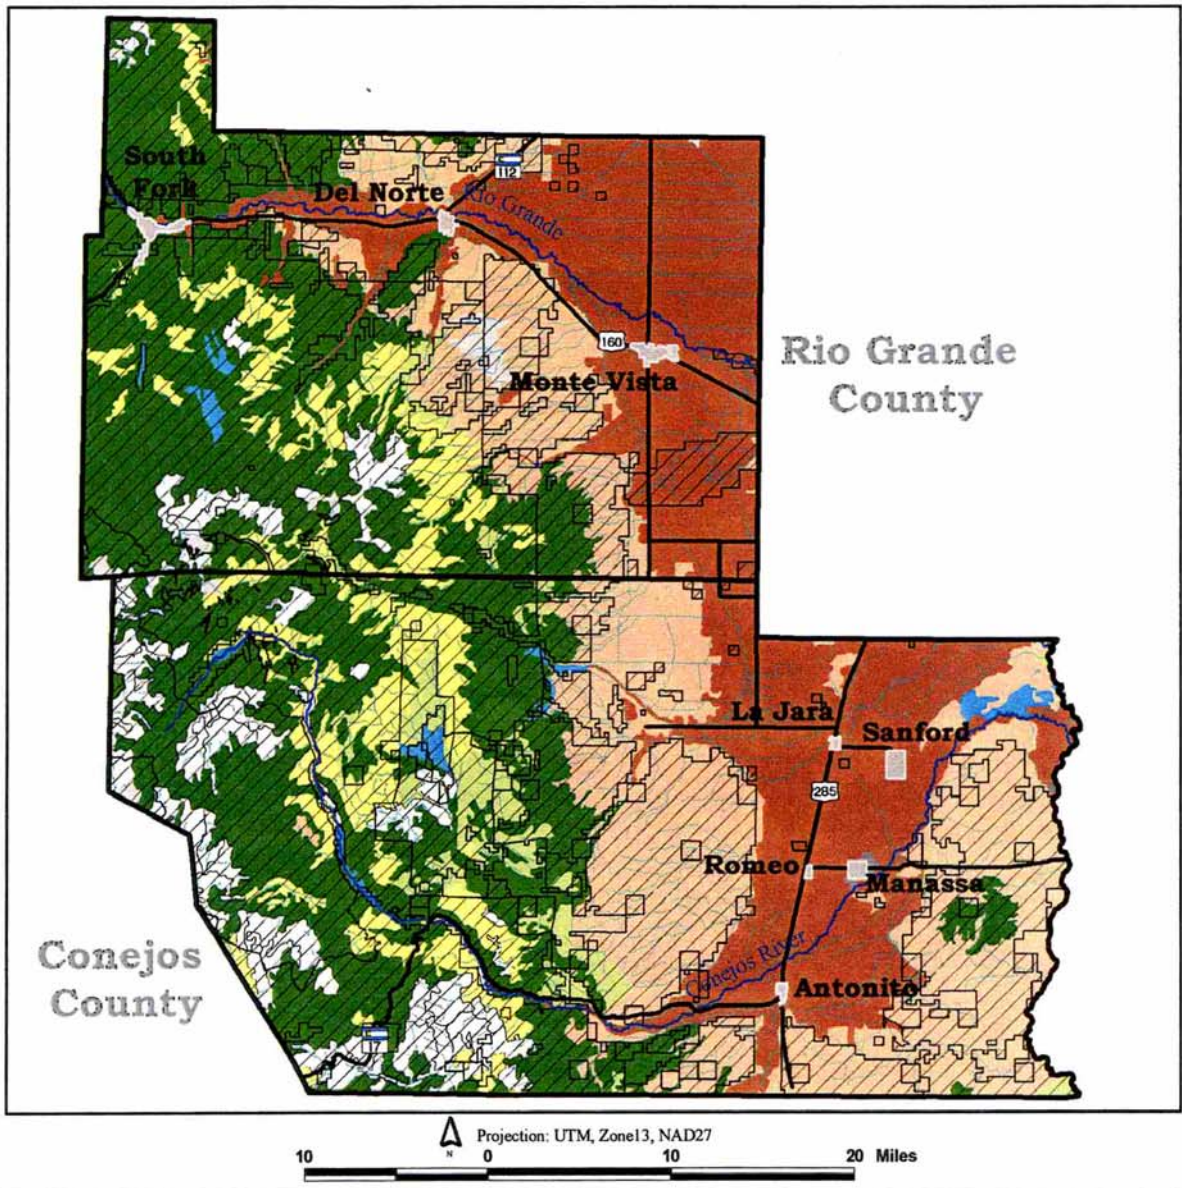 South
Fork
Del Norte
112
Rio Grande
160
Monte Vista
Rio Grande
County
La Jara
Sanford
285
Romeo
Manassa
Conejos
County
Conejos River
Antonito
N
Projection: UTM, Zone13, NAD27
10 0 10 20 Miles